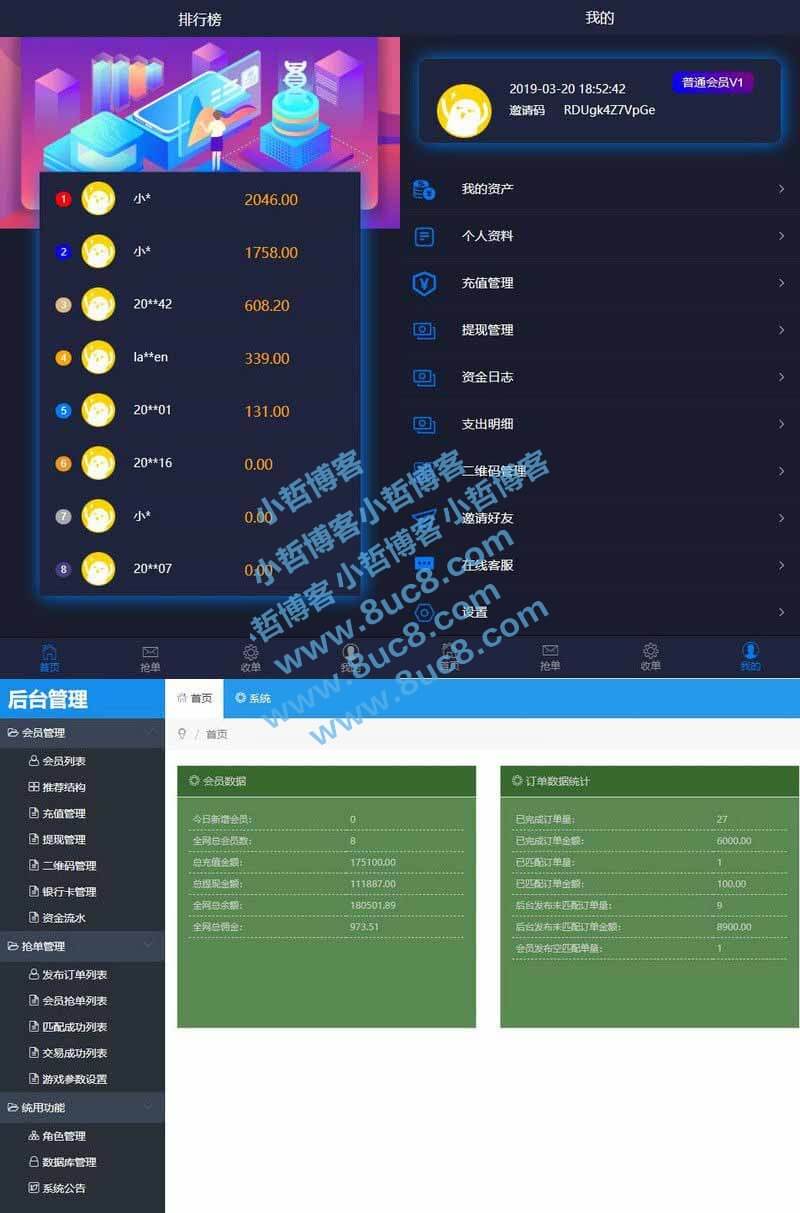 排行榜
1 小* 2046.00
2 小* 1758.00
3 20**42 608.20
4 la**en 339.00
5 20**01 131.00
6 20**16 0.00
7 小* 0.00
8 20**07 0.00
首页 抢单 收单 我的
我的
2019-03-20 18:52:42 普通会员V1
邀请码 RDUgk4Z7VpGe
我的资产
个人资料
充值管理
提现管理
资金日志
支出明细
二维码管理
邀请好友
在线客服
设置
首页 抢单 收单 我的
小哲博客
小哲博客小哲博客
小哲博客小哲博客
www.8uc8.com
www.8uc8.com
www.8uc8.com
后台管理
首页 系统
/ 首页
会员管理
会员列表
推荐结构
充值管理
提现管理
二维码管理
银行卡管理
资金流水
抢单管理
发布订单列表
会员抢单列表
匹配成功列表
交易成功列表
游戏参数设置
统用功能
角色管理
数据库管理
系统公告
会员数据
今日新增会员: 0
全网总会员数: 8
总充值金额: 175100.00
总提现金额: 111887.00
全网总余额: 180501.89
全网总佣金: 973.51
订单数据统计
已完成订单量: 27
已完成订单金额: 6000.00
已匹配订单量: 1
已匹配订单金额: 100.00
后台发布未匹配订单量: 9
后台发布未匹配订单金额: 8900.00
会员发布空匹配单量: 1